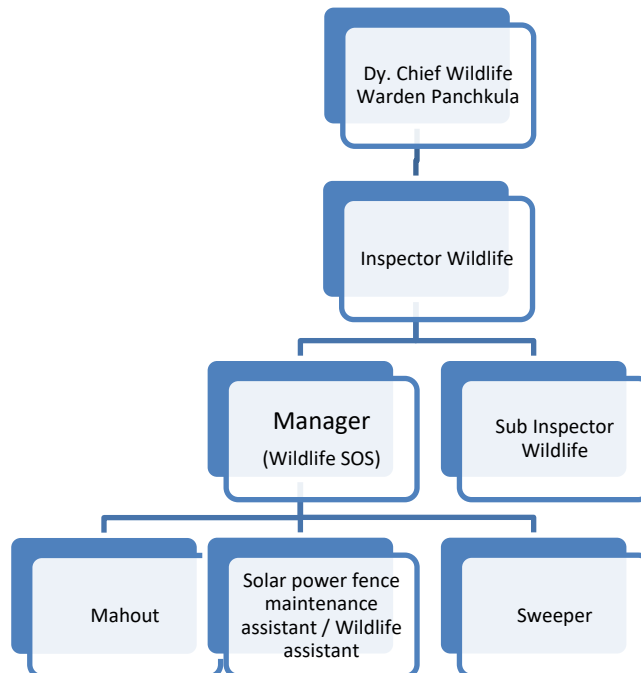 Dy. Chief Wildlife
Warden Panchkula
Inspector Wildlife
Manager
(Wildlife SOS)
Sub Inspector
Wildlife
Mahout
Solar power fence
maintenance
assistant / Wildlife
assistant
Sweeper